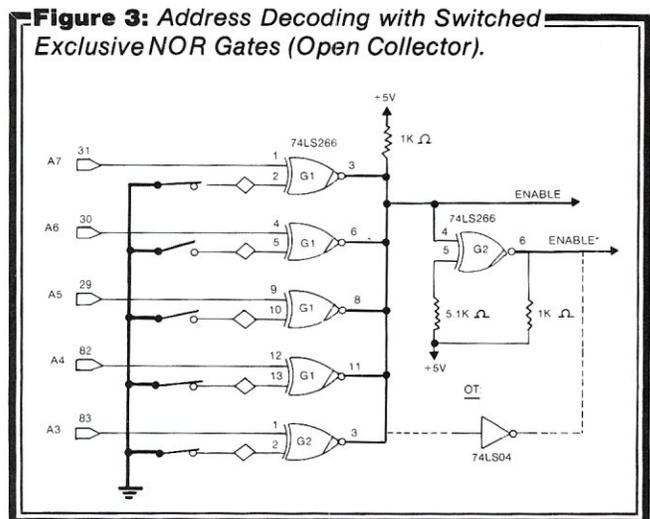 Figure 3: Address Decoding with Switched
Exclusive NOR Gates (Open Collector).
+5V
1K Ω
74LS266
A7 31 1 2 G1 3
ENABLE
74LS266
A6 30 4 5 G1 6
4 5 G2 6 ENABLE*
A5 29 9 10 G1 8
5.1K Ω 1K Ω
+5V
A4 82 12 13 G1 11
OT:
A3 83 1 2 G2 3
74LS04